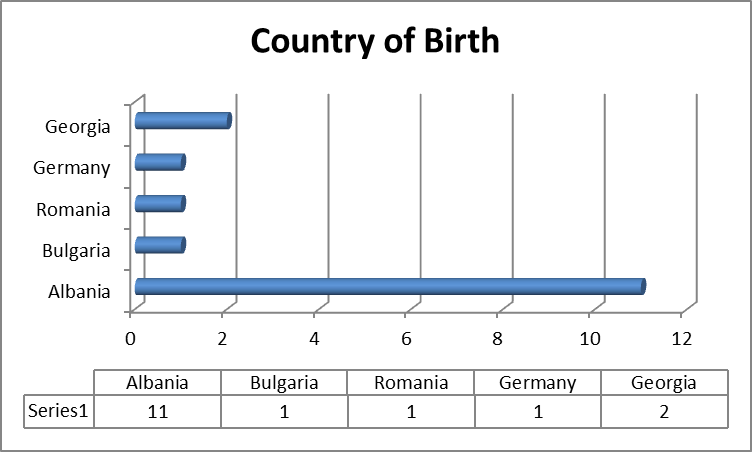 Country of Birth
Georgia
Germany
Romania
Bulgaria
Albania
0 2 4 6 8 10 12
Albania Bulgaria Romania Germany Georgia
Series1 11 1 1 1 2